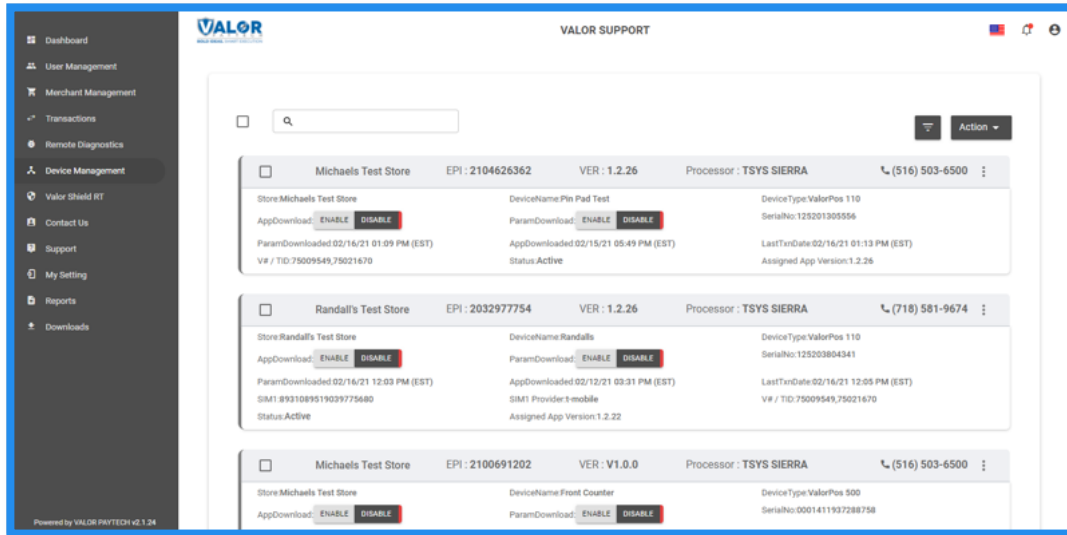 VALOR
VALOR SUPPORT
Dashboard
User Management
Merchant Management
Transactions
Remote Diagnostics
Device Management
Valor Shield RT
Contact Us
Support
My Setting
Reports
Downloads
Powered by VALOR PAYTECH v2.1.24
Action
Michaels Test Store EPI : 2104626362 VER : 1.2.26 Processor : TSYS SIERRA (516) 503-6500
Store:Michaels Test Store DeviceName:Pin Pad Test DeviceType:ValorPos 110
AppDownload: ENABLE DISABLE ParamDownload: ENABLE DISABLE SerialNo:125201305556
ParamDownloaded:02/16/21 01:09 PM (EST) AppDownloaded:02/15/21 05:49 PM (EST) LastTxnDate:02/16/21 01:13 PM (EST)
V# / TID:75009549,75021670 Status:Active Assigned App Version:1.2.26
Randall's Test Store EPI : 2032977754 VER : 1.2.26 Processor : TSYS SIERRA (718) 581-9674
Store:Randall's Test Store DeviceName:Randalls DeviceType:ValorPos 110
AppDownload: ENABLE DISABLE ParamDownload: ENABLE DISABLE SerialNo:125203804341
ParamDownloaded:02/16/21 12:03 PM (EST) AppDownloaded:02/12/21 03:31 PM (EST) LastTxnDate:02/16/21 12:05 PM (EST)
SIM1:8931089519039775680 SIM1 Provider:t-mobile V# / TID:75009549,75021670
Status:Active Assigned App Version:1.2.22
Michaels Test Store EPI : 2100691202 VER : V1.0.0 Processor : TSYS SIERRA (516) 503-6500
Store:Michaels Test Store DeviceName:Front Counter DeviceType:ValorPos 500
AppDownload: ENABLE DISABLE ParamDownload: ENABLE DISABLE SerialNo:0001411937288758